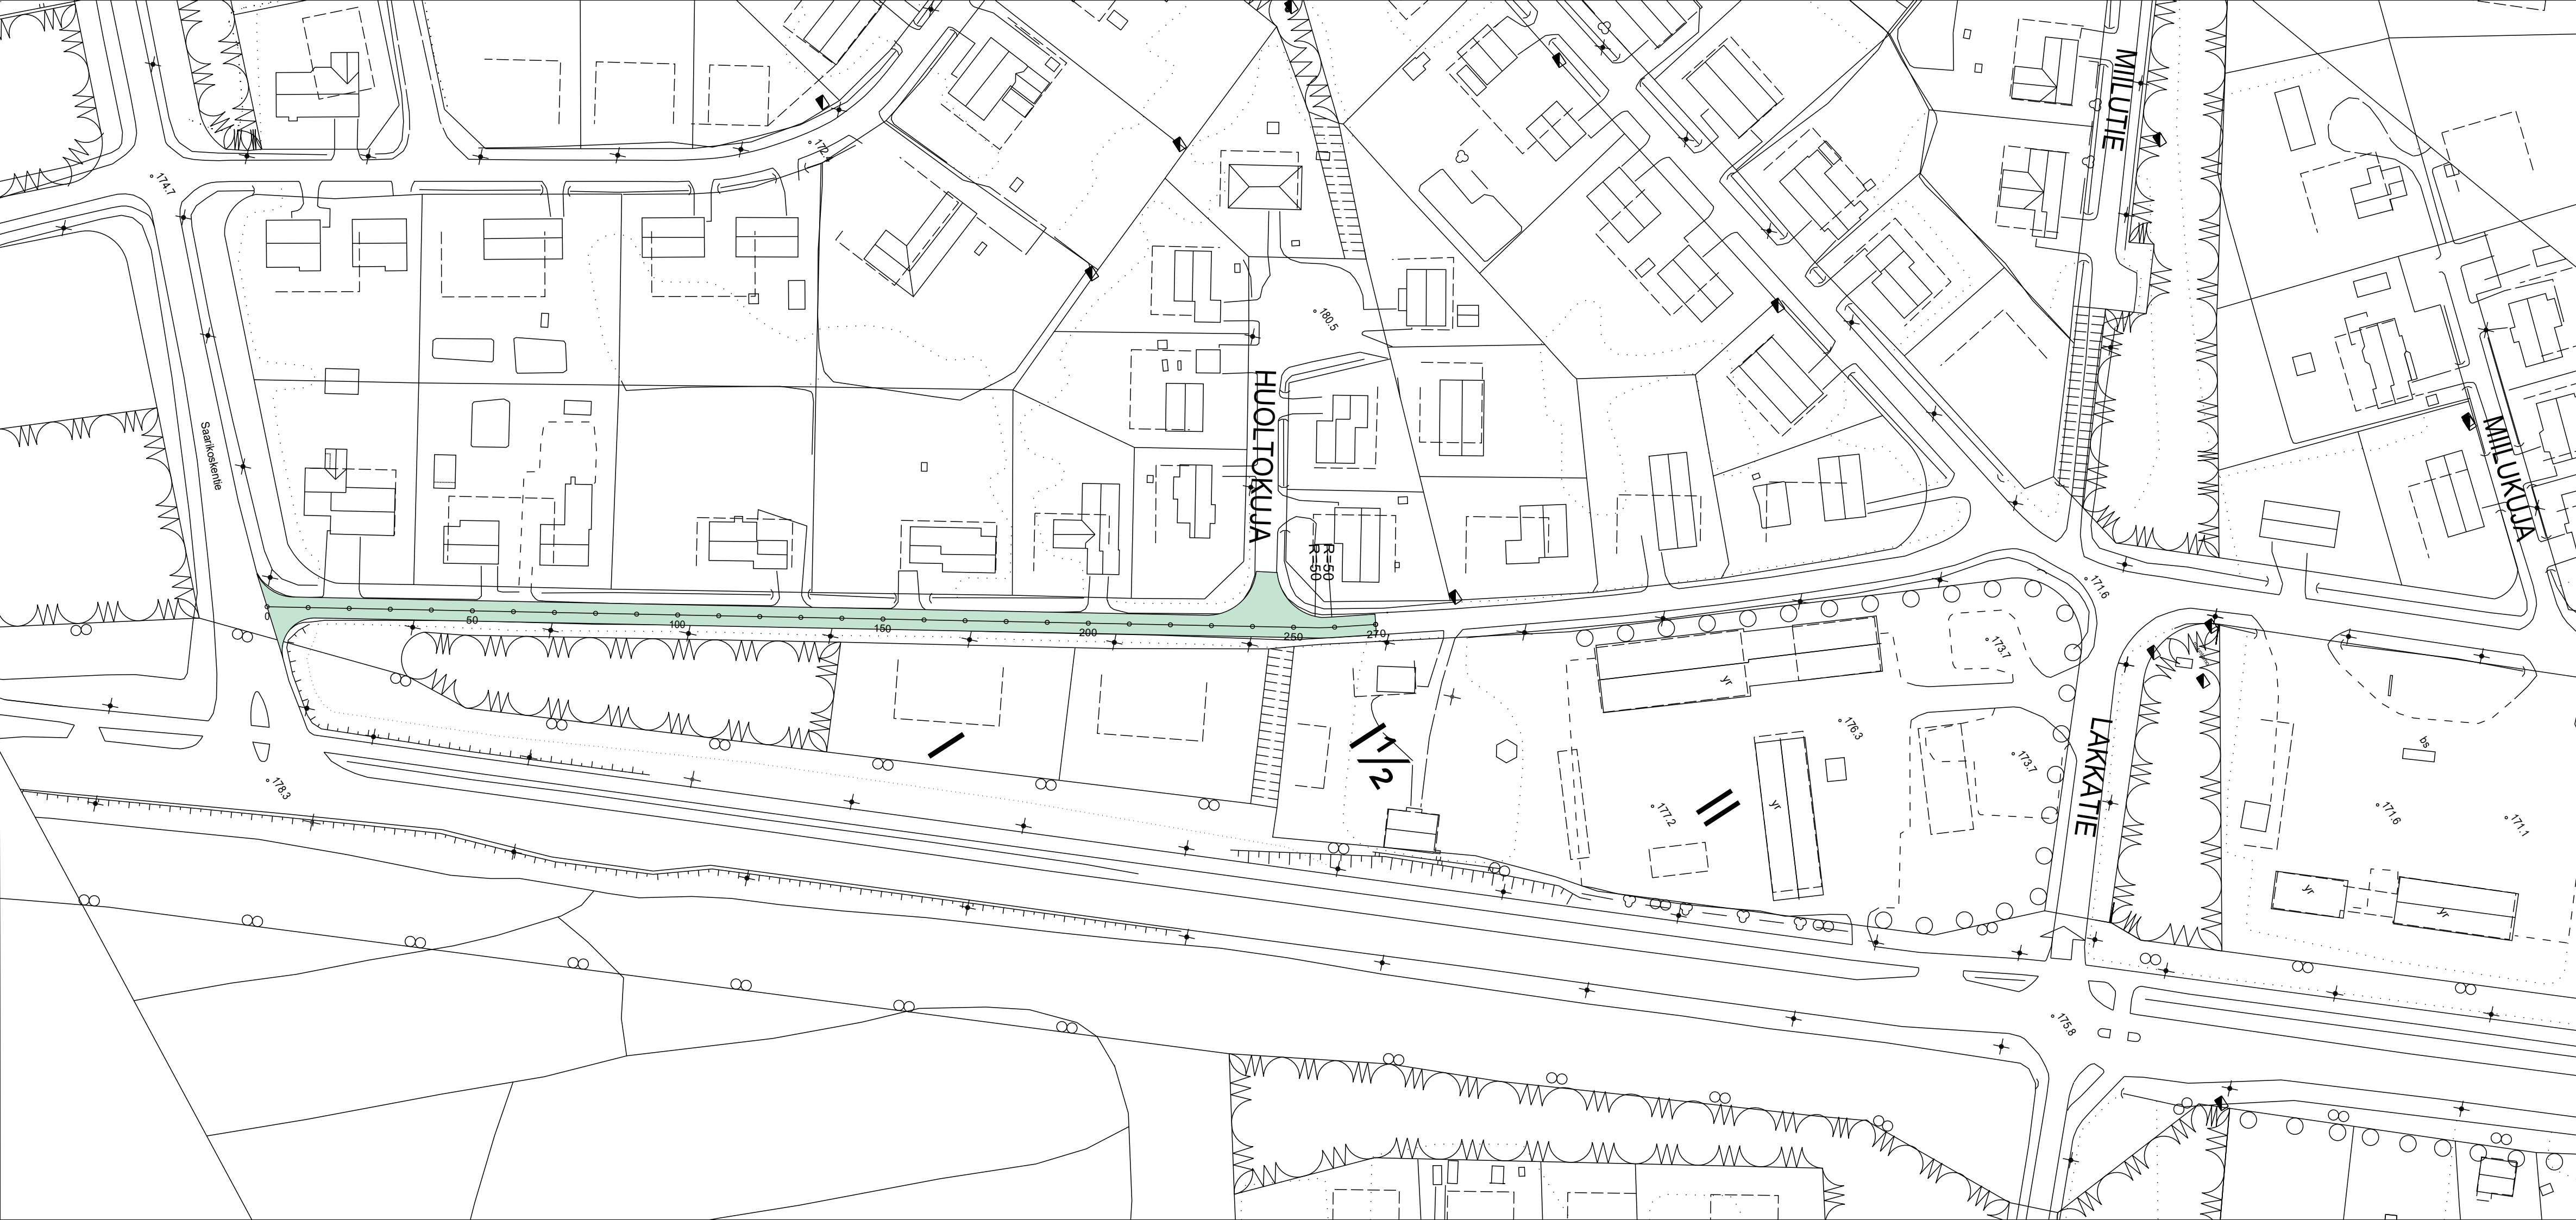 MIILUTIE
172.
174.7
180.5
HUOLTOKUJA
Saarikoskentie
MIILUKUJA
R=50
R=50
171.6
0
50
100
150
200
250
270
173.7
yr
176.3
1/2
LAKKATIE
173.7
bs
178.3
yr
177.2
171.6
171.1
yr
yr
175.8